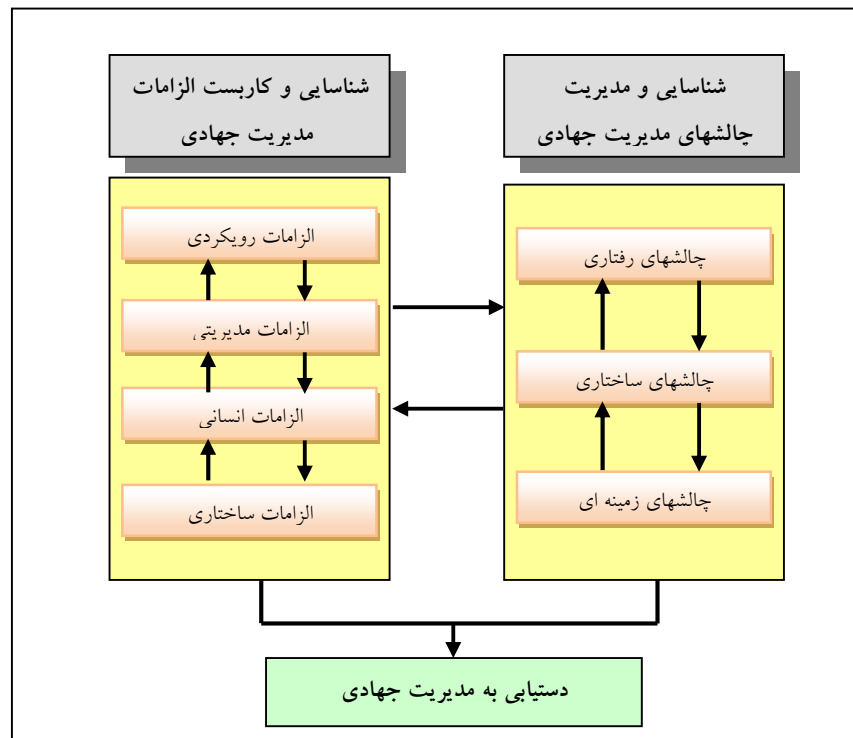 شناسایی و مدیریت
چالشهای مدیریت جهادی
چالشهای رفتاری
چالشهای ساختاری
چالشهای زمینه ای
شناسایی و کاربست الزامات
مدیریت جهادی
الزامات رویکردی
الزامات مدیریتی
الزامات انسانی
الزامات ساختاری
دستیابی به مدیریت جهادی